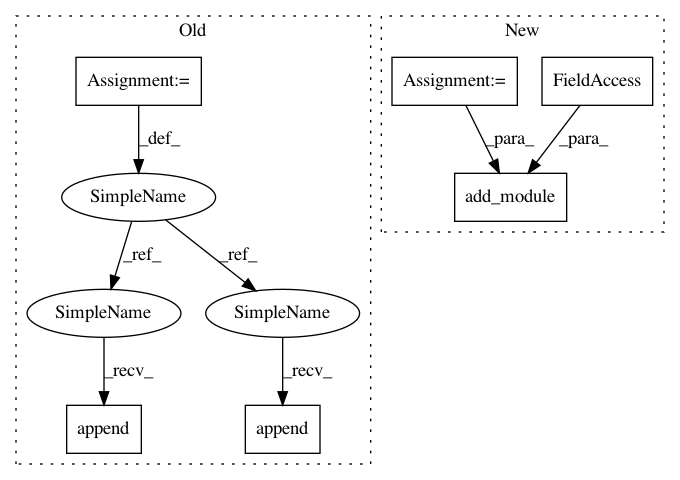 Old
New
Assignment:=
Assignment:=
FieldAccess
_def_
_para_
_para_
SimpleName
add_module
_ref_
_ref_
SimpleName
SimpleName
_recv_
_recv_
append
append